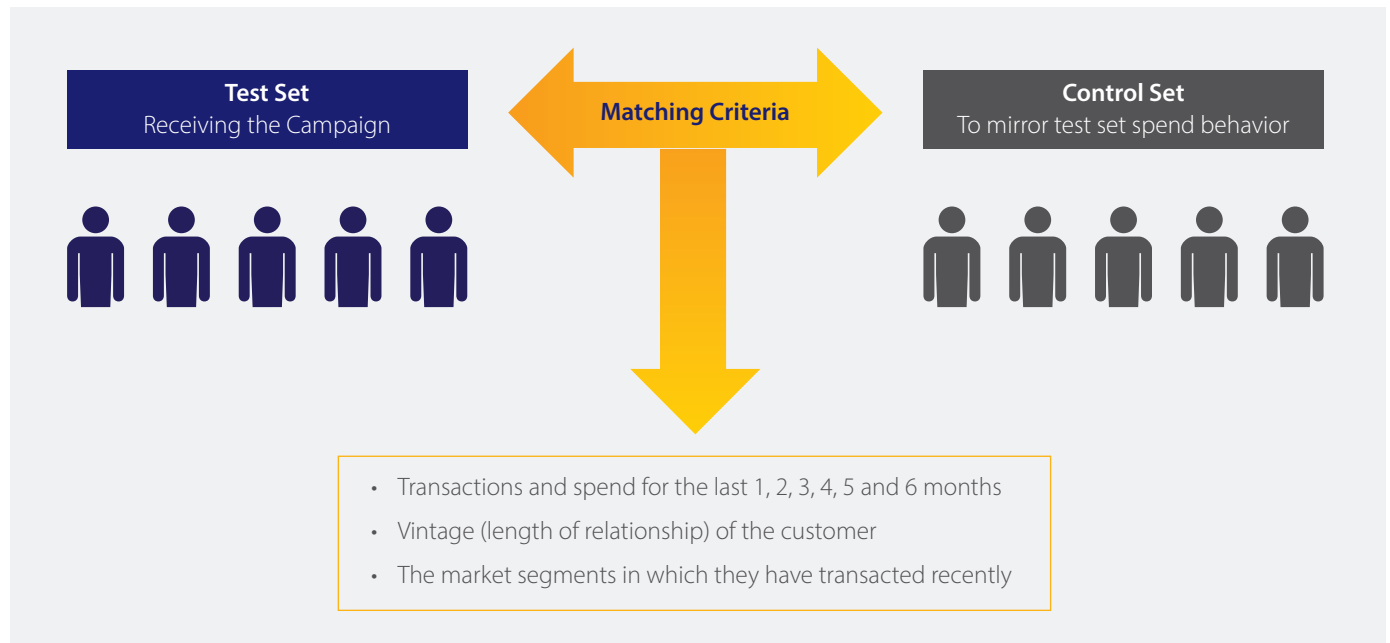 Test Set
Receiving the Campaign
Matching Criteria
Control Set
To mirror test set spend behavior
• Transactions and spend for the last 1, 2, 3, 4, 5 and 6 months
• Vintage (length of relationship) of the customer
• The market segments in which they have transacted recently